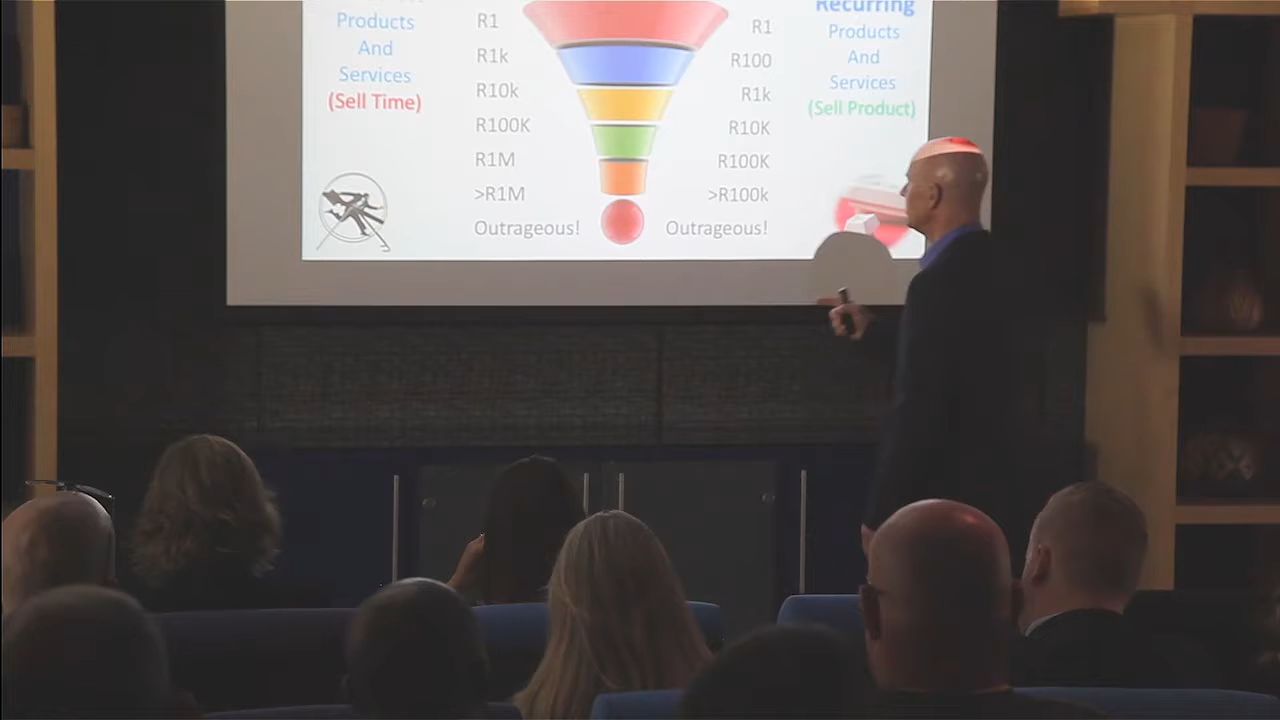 Products
And
Services
(Sell Time)
R1
R1k
R10k
R100K
R1M
>R1M
Outrageous!
R1
R100
R1k
R10K
R100K
>R100k
Outrageous!
Recurring
Products
And
Services
(Sell Product)